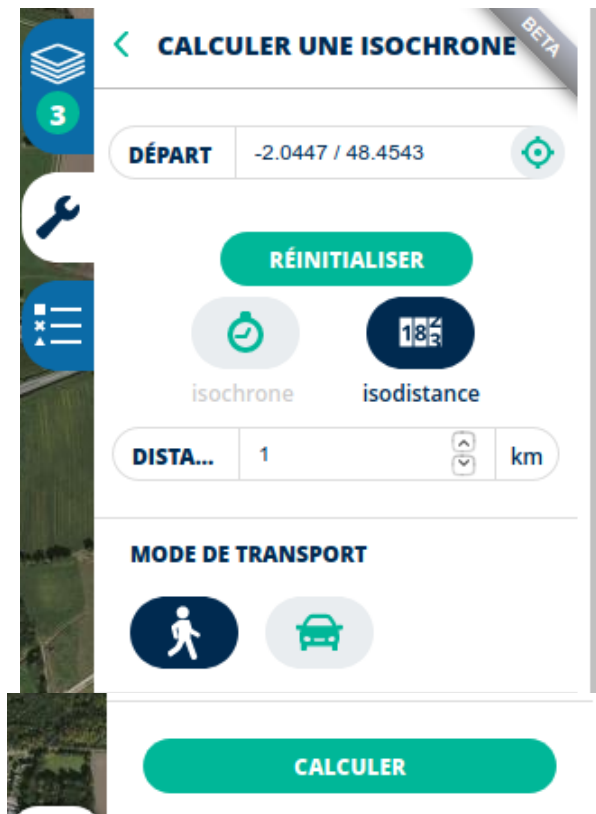 CALCULER UNE ISOCHRONE
BETA
3
DÉPART -2.0447 / 48.4543
RÉINITIALISER
isochrone isodistance
DISTA... 1 km
MODE DE TRANSPORT
CALCULER